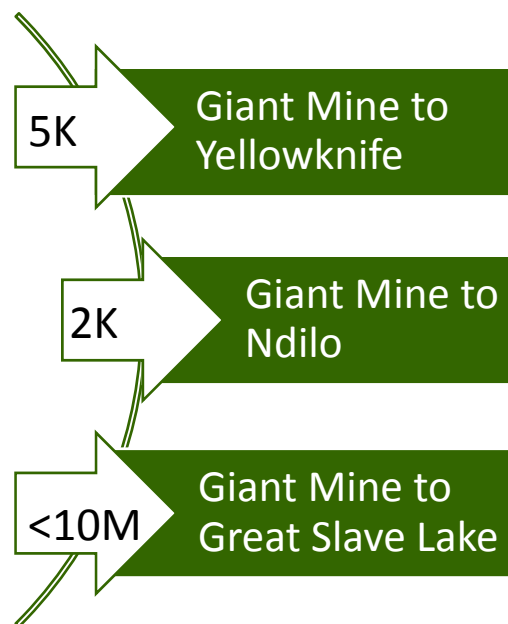 5K
Giant Mine to
Yellowknife
2K
Giant Mine to
Ndilo
<10M
Giant Mine to
Great Slave Lake